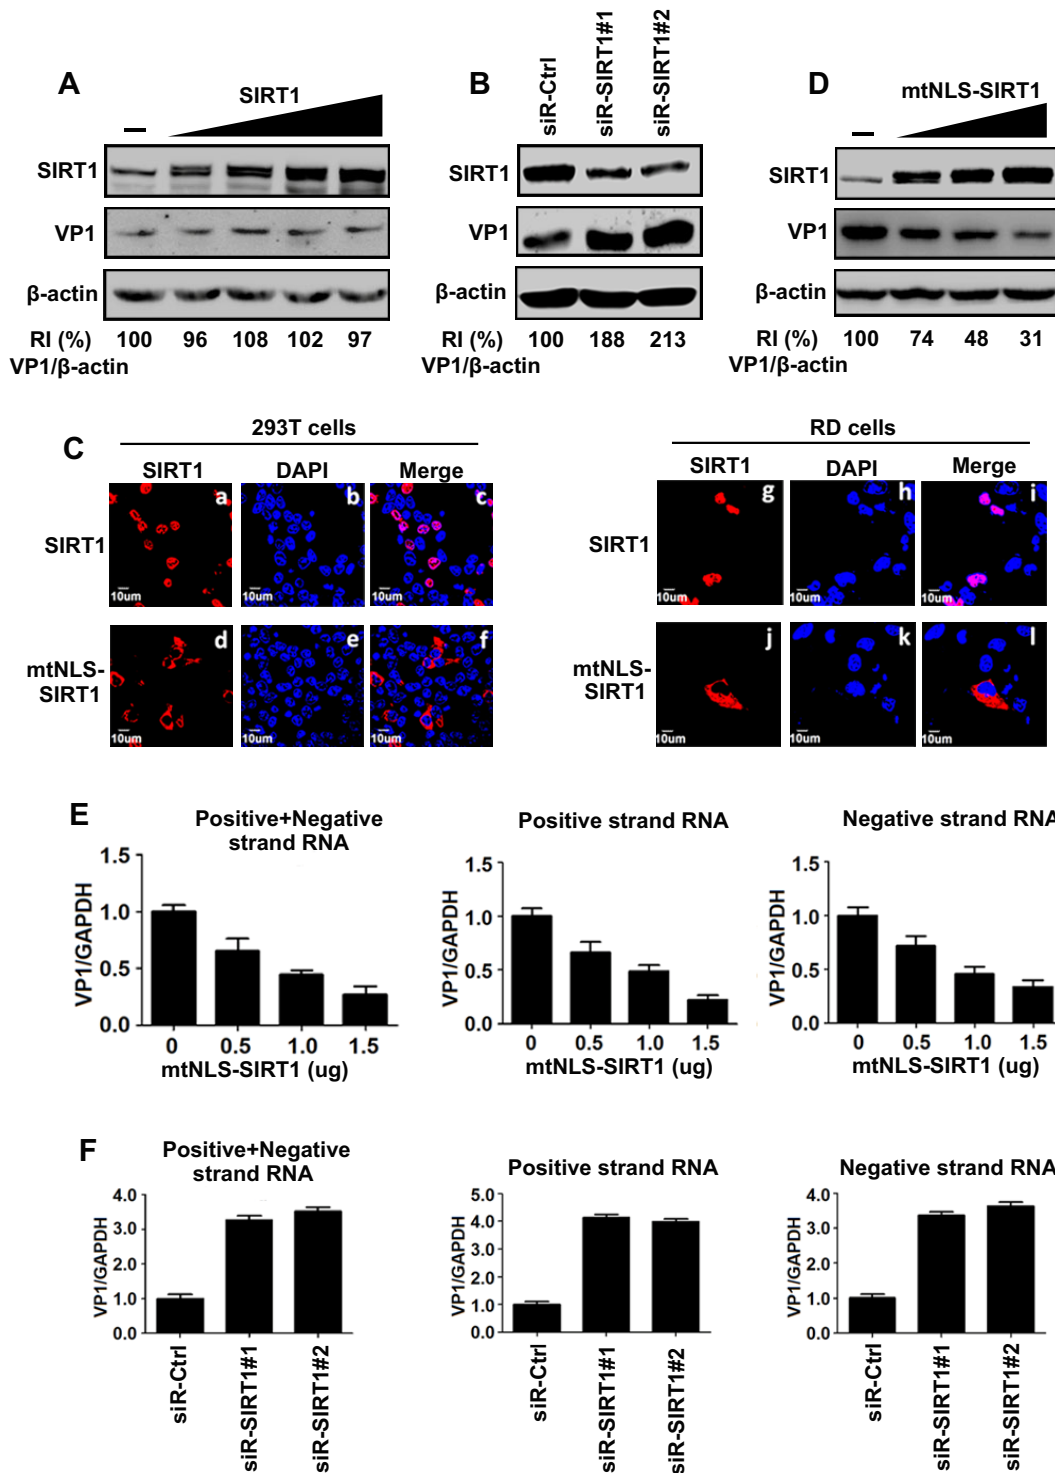 A
SIRT1
SIRT1
VP1
β-actin
RI (%) 100 96 108 102 97
VP1/β-actin
B
siR-Ctrl
siR-SIRT1#1
siR-SIRT1#2
SIRT1
VP1
β-actin
RI (%) 100 188 213
VP1/β-actin
D
mtNLS-SIRT1
SIRT1
VP1
β-actin
RI (%) 100 74 48 31
VP1/β-actin
C
293T cells
SIRT1 DAPI Merge
SIRT1
a b c
10um 10um 10um
mtNLS-
SIRT1
d e f
10um 10um 10um
RD cells
SIRT1 DAPI Merge
SIRT1
g h i
10um 10um 10um
mtNLS-
SIRT1
j k l
10um 10um 10um
E
Positive+Negative
strand RNA
VP1/GAPDH
1.5
1.0
0.5
0.0
0 0.5 1.0 1.5
mtNLS-SIRT1 (ug)
Positive strand RNA
VP1/GAPDH
1.5
1.0
0.5
0.0
0 0.5 1.0 1.5
mtNLS-SIRT1 (ug)
Negative strand RNA
VP1/GAPDH
1.5
1.0
0.5
0.0
0 0.5 1.0 1.5
mtNLS-SIRT1 (ug)
F
Positive+Negative
strand RNA
VP1/GAPDH
4.0
3.0
2.0
1.0
0.0
siR-Ctrl
siR-SIRT1#1
siR-SIRT1#2
Positive strand RNA
VP1/GAPDH
5.0
4.0
3.0
2.0
1.0
0.0
siR-Ctrl
siR-SIRT1#1
siR-SIRT1#2
Negative strand RNA
VP1/GAPDH
4.0
3.0
2.0
1.0
0.0
siR-Ctrl
siR-SIRT1#1
siR-SIRT1#2